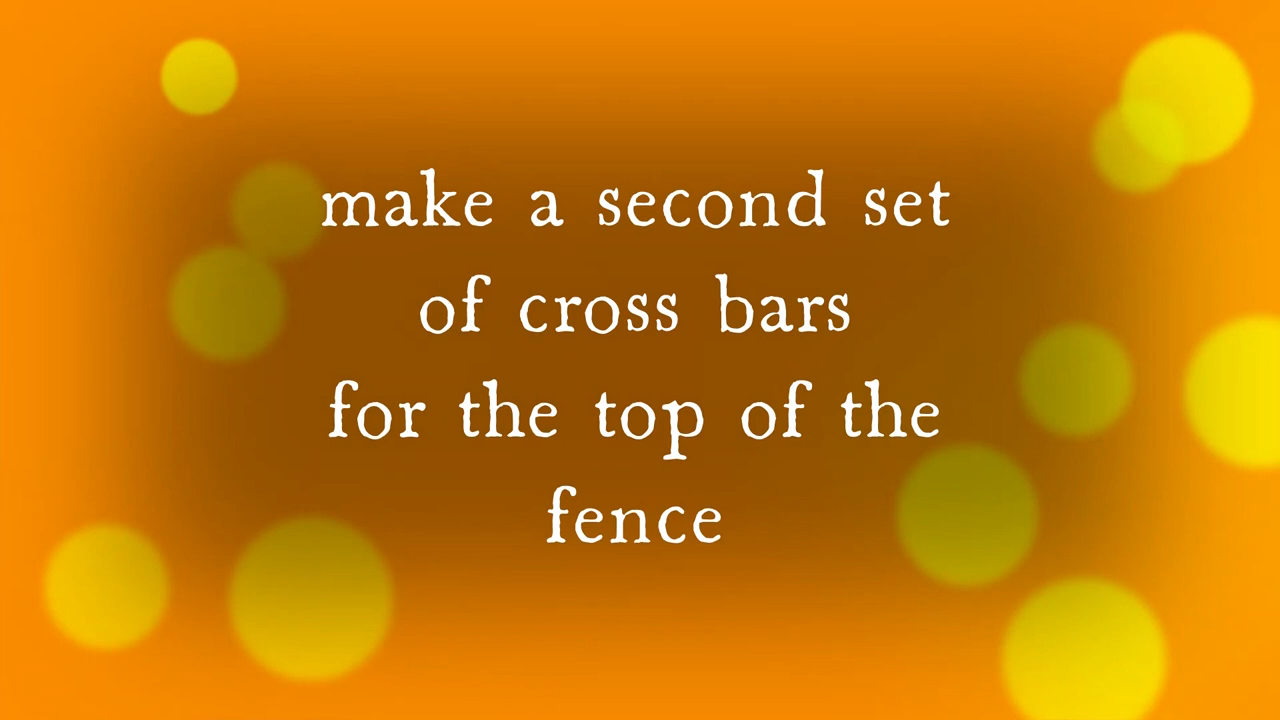 make a second set
of cross bars
for the top of the
fence